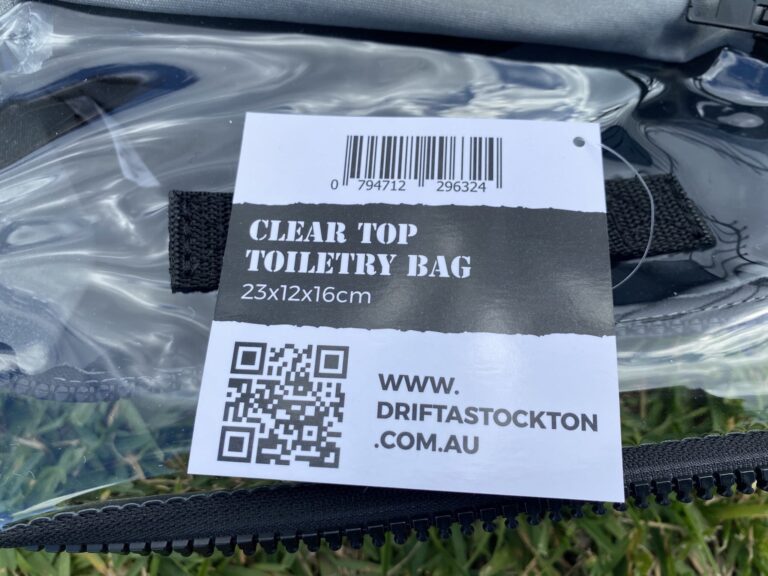 0 794712 296324
CLEAR TOP
TOILETRY BAG
23x12x16cm
WWW.
DRIFTASTOCKTON
.COM.AU